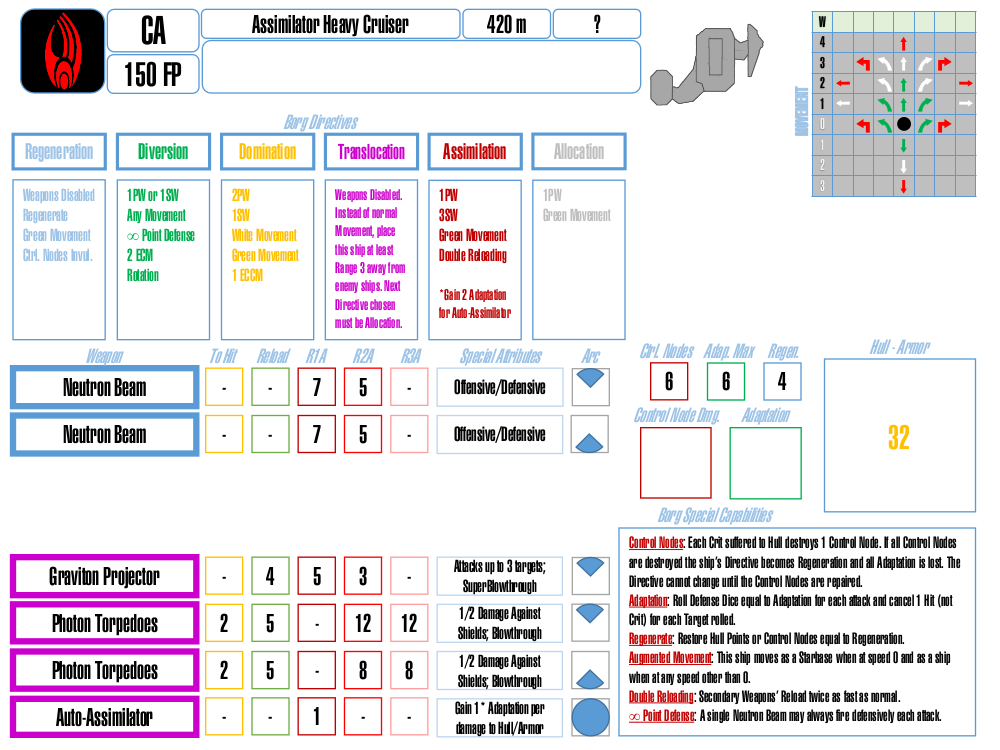 CA
Assimilator Heavy Cruiser
420 m
?
150 FP
W
4
3
2
1
0
1
2
3
MOVEMENT
Borg Directives
Regeneration
Diversion
Domination
Translocation
Assimilation
Allocation
Weapons Disabled
Regenerate
Green Movement
Ctrl. Nodes Invul.
1PW or 1SW
Any Movement
∞ Point Defense
2 ECM
Rotation
2PW
1SW
White Movement
Green Movement
1 ECCM
Weapons Disabled.
Instead of normal
Movement, place
this ship at least
Range 3 away from
enemy ships. Next
Directive chosen
must be Allocation.
1PW
3SW
Green Movement
Double Reloading
*Gain 2 Adaptation
for Auto-Assimilator
1PW
Green Movement
Weapon To Hit Reload R1A R2A R3A Special Attributes Arc
Neutron Beam - - 7 5 - Offensive/Defensive
Neutron Beam - - 7 5 - Offensive/Defensive
Graviton Projector - 4 5 3 - Attacks up to 3 targets;
SuperBlowthrough
Photon Torpedoes 2 5 - 12 12 1/2 Damage Against
Shields; Blowthrough
Photon Torpedoes 2 5 - 8 8 1/2 Damage Against
Shields; Blowthrough
Auto-Assimilator - - 1 - - Gain 1 * Adaptation per
damage to Hull/Armor
Ctrl. Nodes Adap. Max Regen.
6 6 4
Control Node Dmg. Adaptation
Hull - Armor
32
Borg Special Capabilities
Control Nodes: Each Crit suffered to Hull destroys 1 Control Node. If all Control Nodes
are destroyed the ship's Directive becomes Regeneration and all Adaptation is lost. The
Directive cannot change until the Control Nodes are repaired.
Adaptation: Roll Defense Dice equal to Adaptation for each attack and cancel 1 Hit (not
Crit) for each Target rolled.
Regenerate: Restore Hull Points or Control Nodes equal to Regeneration.
Augmented Movement: This ship moves as a Starbase when at speed 0 and as a ship
when at any speed other than 0.
Double Reloading: Secondary Weapons' Reload twice as fast as normal.
∞ Point Defense: A single Neutron Beam may always fire defensively each attack.